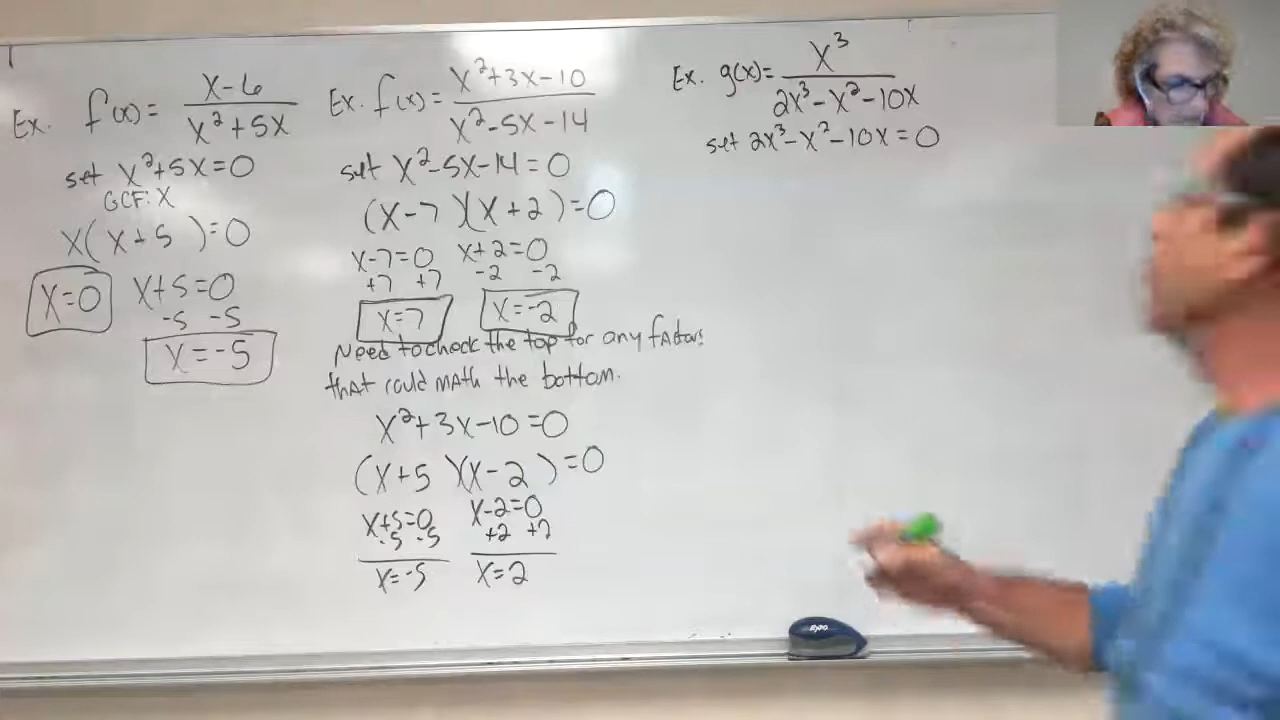 Ex. f(x) = x-6 / x²+5x
set x²+5x=0
GCF: x
x(x+5)=0
x=0 x+5=0
-5 -5
x=-5
Ex. f(x) = x²+3x-10 / x²-5x-14
set x²-5x-14=0
(x-7)(x+2)=0
x-7=0 x+2=0
+7 +7 -2 -2
x=7 x=-2
Need to check the top for any factors
that could math the bottom.
x²+3x-10=0
(x+5)(x-2)=0
x+5=0 x-2=0
-5 -5 +2 +2
x=-5 x=2
Ex. g(x) = x³ / 2x³-x²-10x
set 2x³-x²-10x=0
EXPO